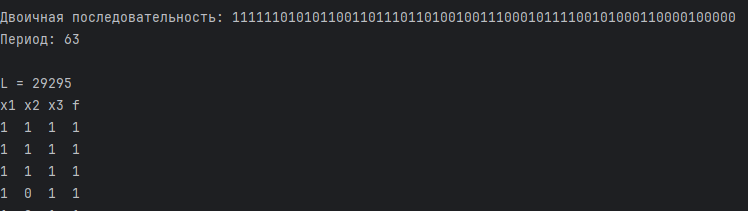 Двоичная последовательность: 111111010101100110111011010010011100010111100101000110000100000
Период: 63
L = 29295
x1 x2 x3 f
1 1 1 1
1 1 1 1
1 1 1 1
1 0 1 1